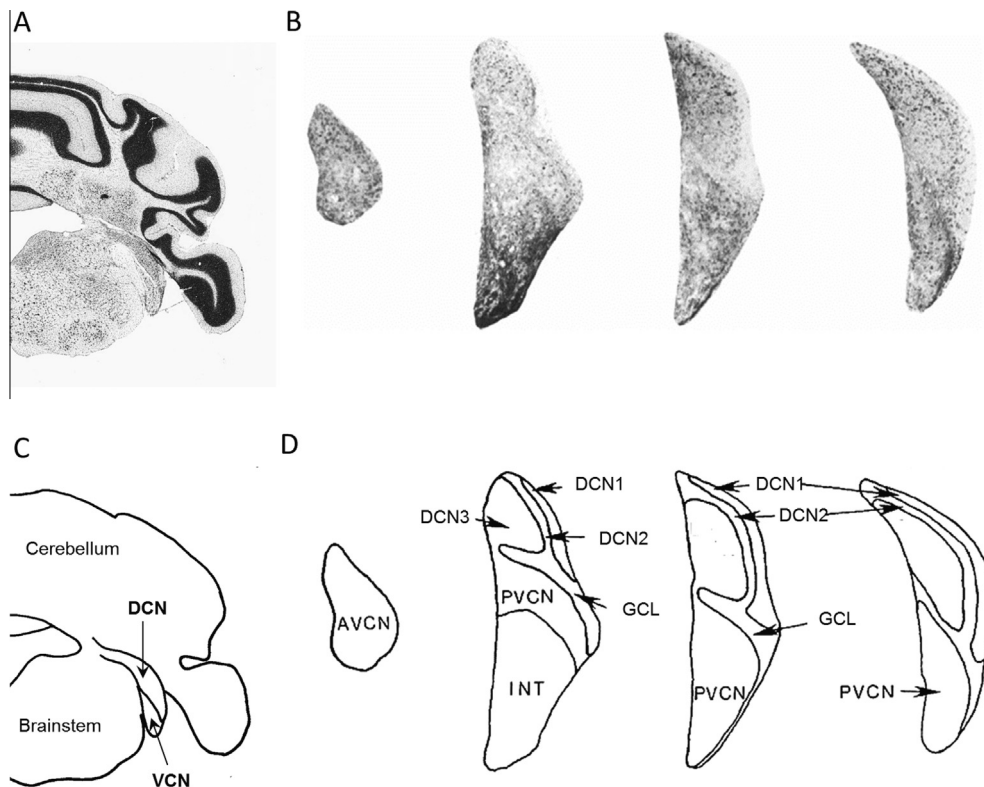 A
B
C
Cerebellum
DCN
Brainstem
VCN
D
DCN1
DCN3
DCN2
PVCN
GCL
AVCN
INT
DCN1
DCN2
GCL
PVCN
PVCN